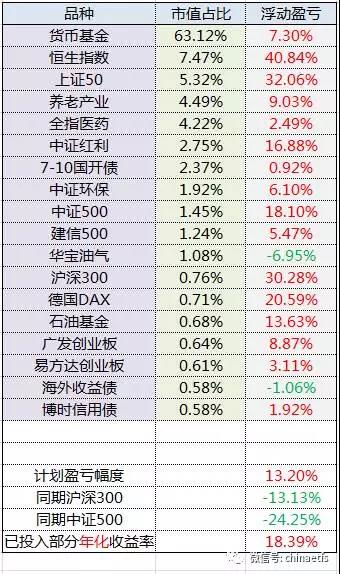 品种 市值占比 浮动盈亏
货币基金 63.12% 7.30%
恒生指数 7.47% 40.84%
上证50 5.32% 32.06%
养老产业 4.49% 9.03%
全指医药 4.22% 2.49%
中证红利 2.75% 16.88%
7-10国开债 2.37% 0.92%
中证环保 1.92% 6.10%
中证500 1.45% 18.10%
建信500 1.24% 5.47%
华宝油气 1.08% -6.95%
沪深300 0.76% 30.28%
德国DAX 0.71% 20.59%
石油基金 0.68% 13.63%
广发创业板 0.64% 8.87%
易方达创业板 0.61% 3.11%
海外收益债 0.58% -1.06%
博时信用债 0.58% 1.92%
计划盈亏幅度 13.20%
同期沪深300 -13.13%
同期中证500 -24.25%
已投入部分年化收益率 18.39%
微信号: chinaetfs